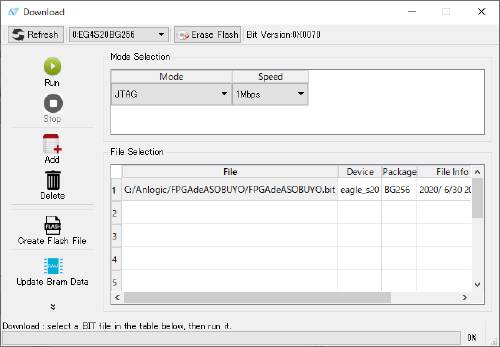 Download
Refresh 0:EG4S20BG256 Erase Flash Bit Version:0X0070
Run
Stop
Add
Delete
FLASH
Create Flash File
Update Bram Data
Mode Selection
Mode Speed
JTAG 1Mbps
File Selection
File Device Package File Info
1 C:/Anlogic/FPGAdeASOBUYO/FPGAdeASOBUYO.bit eagle_s20 BG256 2020/ 6/30 20
2
3
4
5
Download : select a BIT file in the table below, then run it.
0%